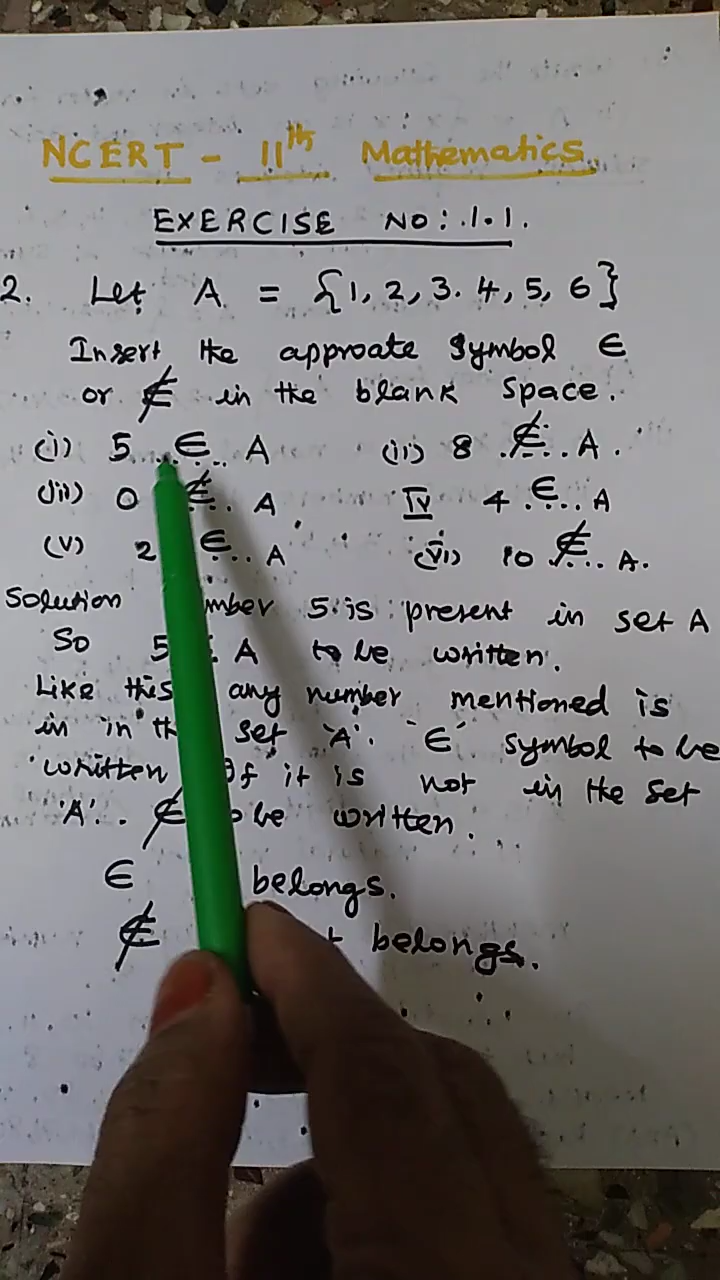 NCERT - 11th Mathematics
EXERCISE NO: 1.1.
2. Let A = {1, 2, 3. 4, 5, 6}
Insert the approate Symbol ∈
or ∉ in the blank Space.
(i) 5 ..∈.. A (ii) 8 .∉.. A.
(iii) 0 ∉.. A IV 4 .∈... A
(v) 2 ∈.. A (vi) 10 ∉... A.
Solution 5 is present in set A
So 5 A to be written.
Like this any number mentioned is
in in set 'A'. '∈' symbol to be
written if it is not in the set
'A'.. ∉ be written.
∈ belongs.
∉ belongs.